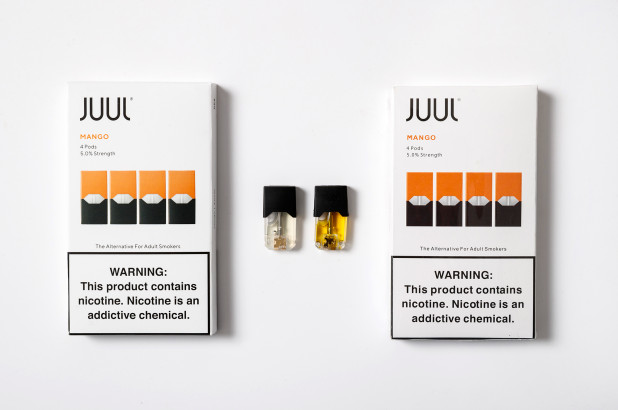 JUUL
MANGO
4 Pods
5.0% Strength
The Alternative For Adult Smokers
WARNING:
This product contains
nicotine. Nicotine is an
addictive chemical.
JUUL
MANGO
4 Pods
5.0% Strength
The Alternative For Adult Smokers
WARNING:
This product contains
nicotine. Nicotine is an
addictive chemical.